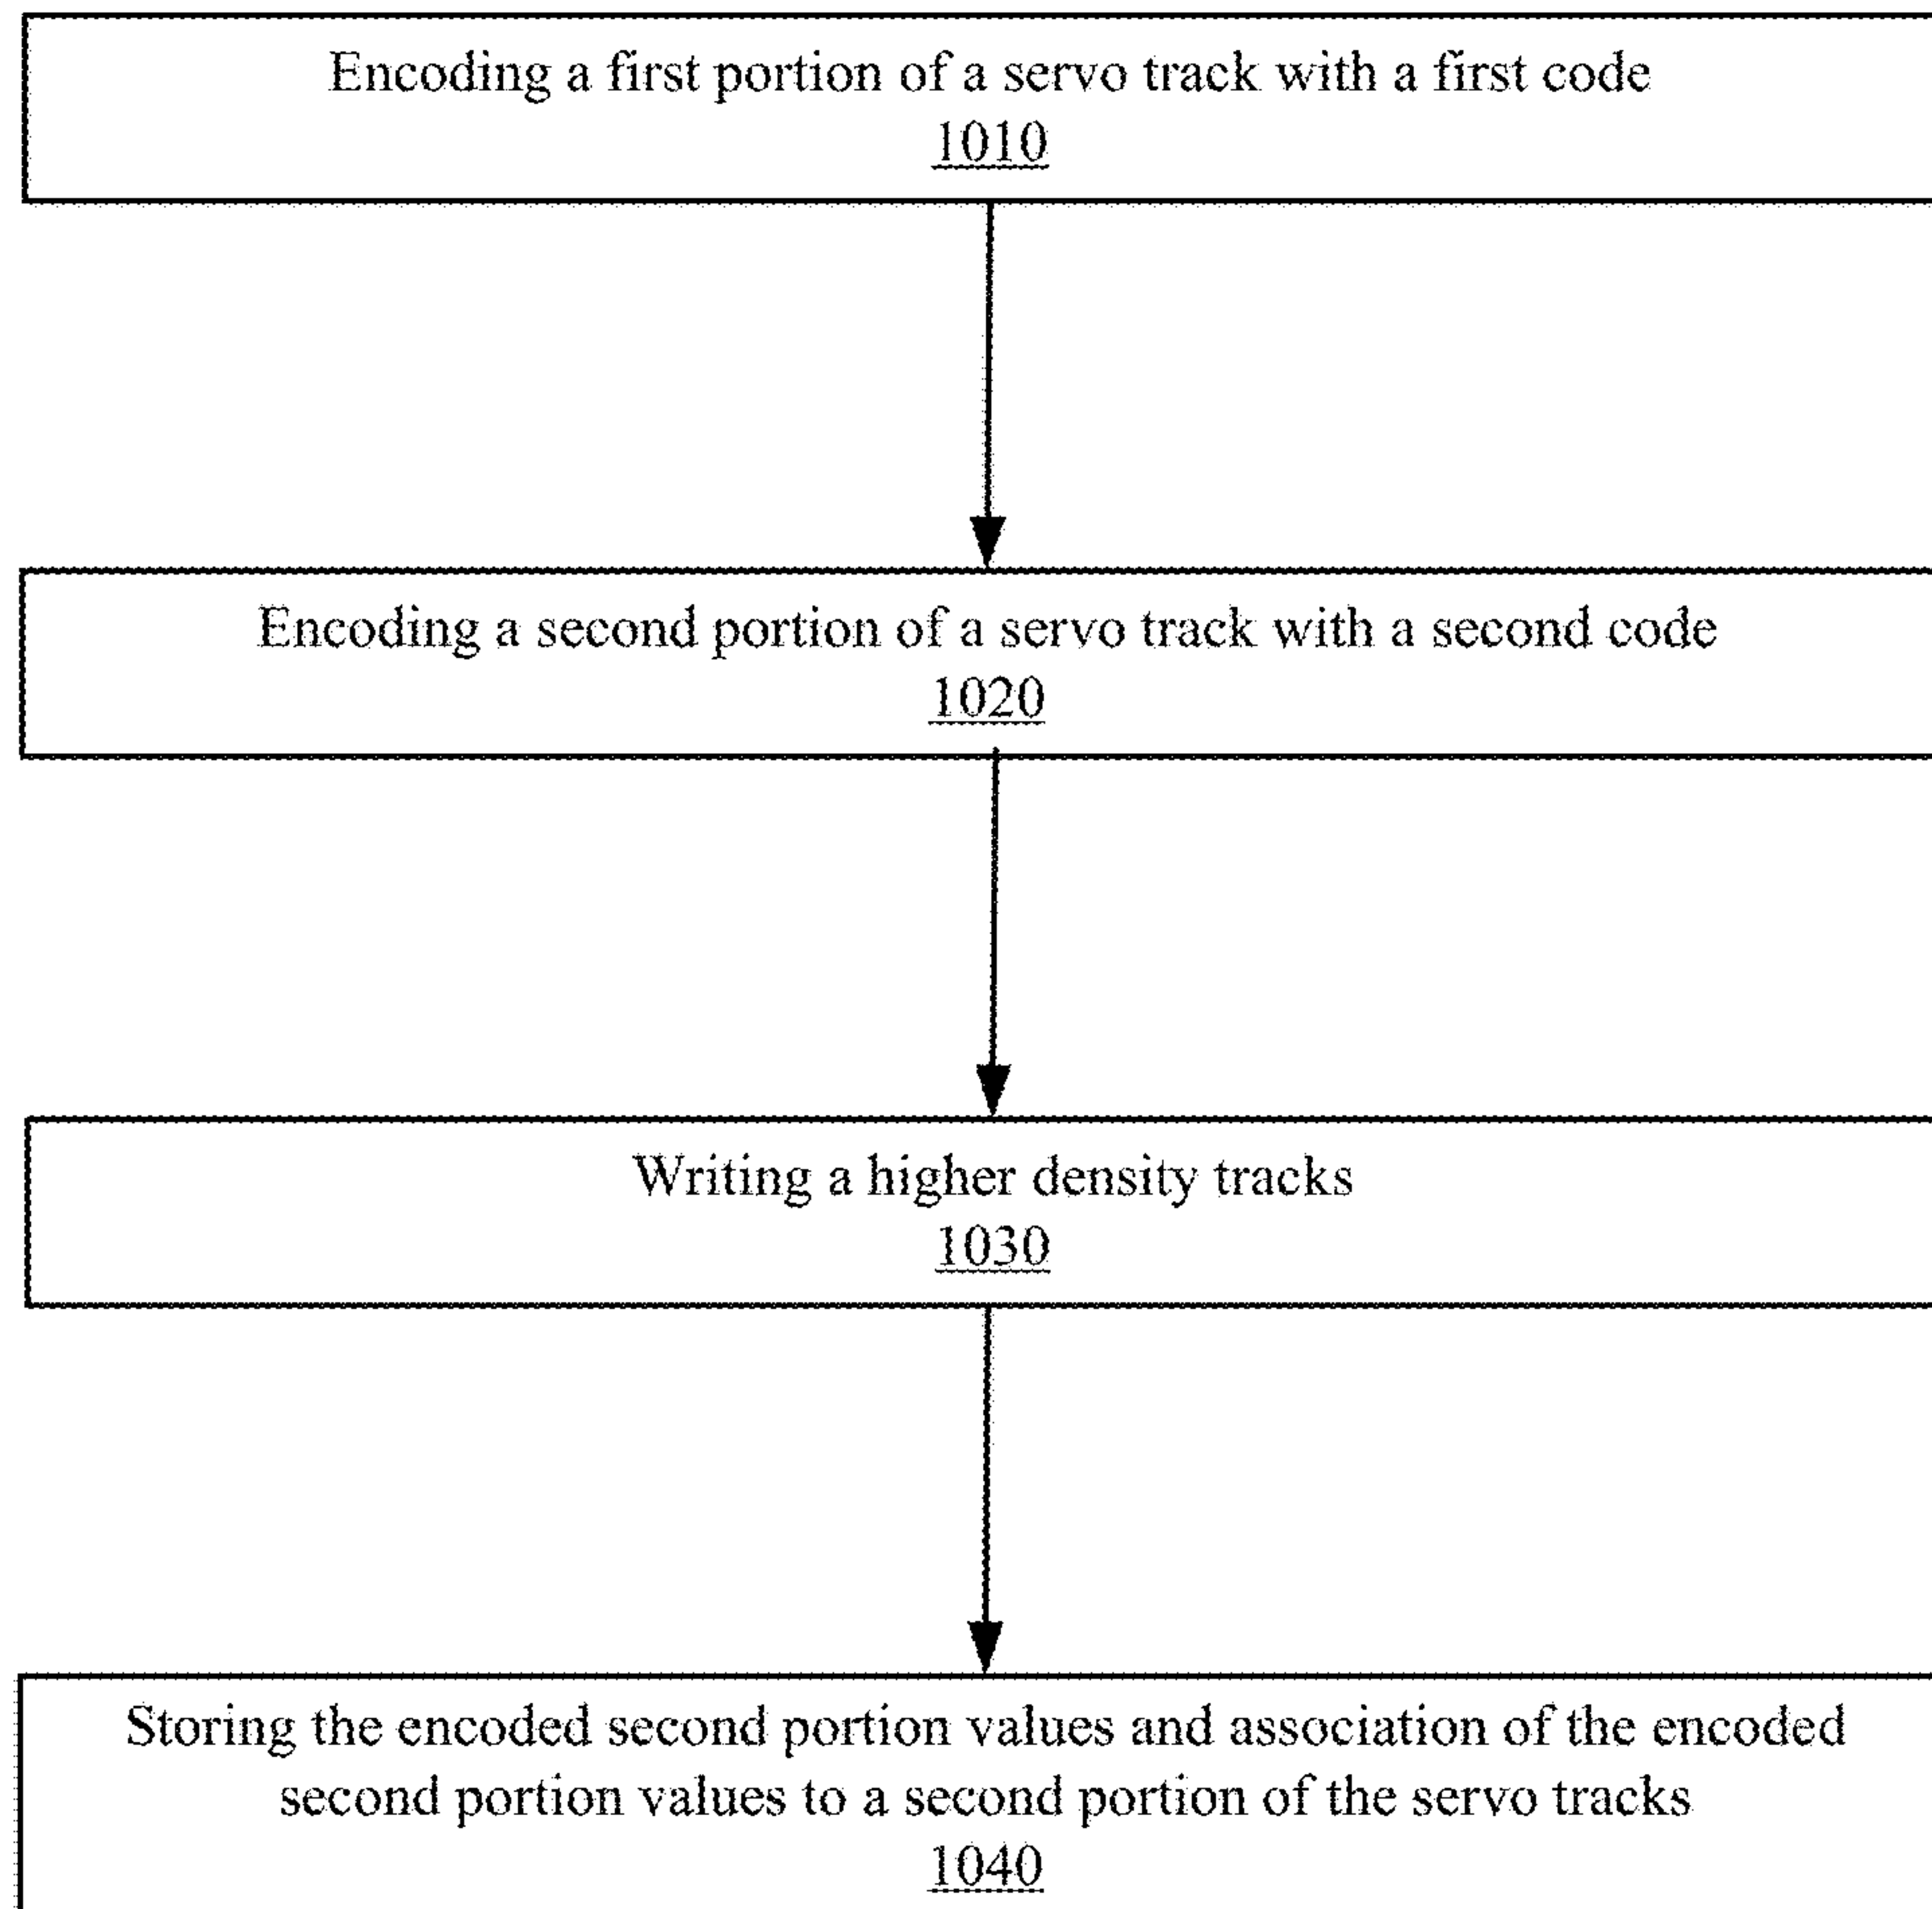 Encoding a first portion of a servo track with a first code
1010
Encoding a second portion of a servo track with a second code
1020
Writing a higher density tracks
1030
Storing the encoded second portion values and association of the encoded
second portion values to a second portion of the servo tracks
1040